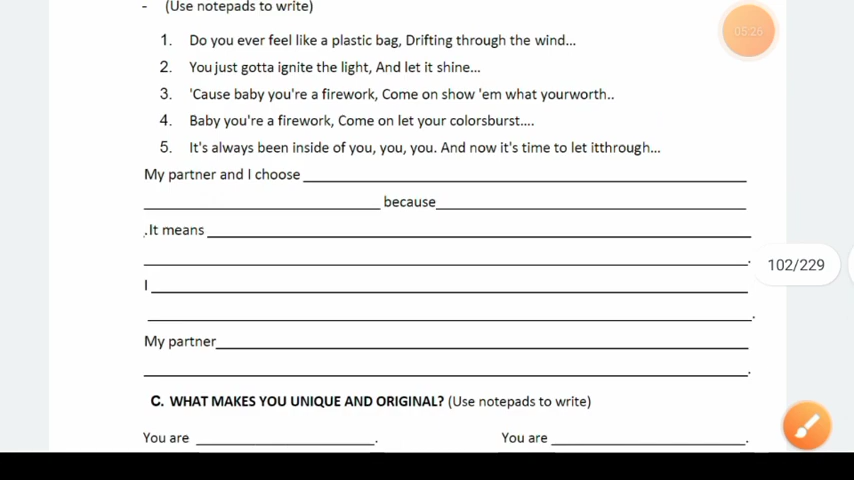 - (Use notepads to write)
05:26
1. Do you ever feel like a plastic bag, Drifting through the wind...
2. You just gotta ignite the light, And let it shine...
3. 'Cause baby you're a firework, Come on show 'em what yourworth..
4. Baby you're a firework, Come on let your colorsburst....
5. It's always been inside of you, you, you. And now it's time to let itthrough...
My partner and I choose
because
.It means
102/229
I
My partner
C. WHAT MAKES YOU UNIQUE AND ORIGINAL? (Use notepads to write)
You are . You are .